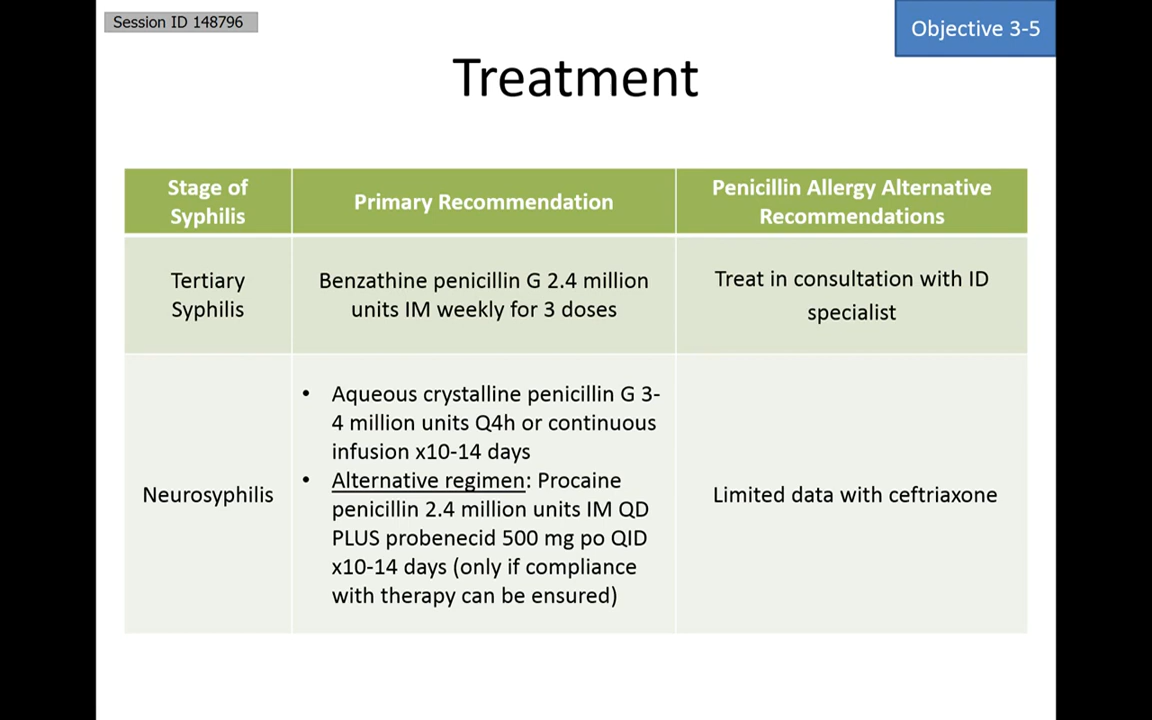 Session ID 148796
Objective 3-5
Treatment
Stage of
Syphilis
Primary Recommendation
Penicillin Allergy Alternative
Recommendations
Tertiary
Syphilis
Benzathine penicillin G 2.4 million
units IM weekly for 3 doses
Treat in consultation with ID
specialist
Neurosyphilis
• Aqueous crystalline penicillin G 3-
4 million units Q4h or continuous
infusion x10-14 days
• Alternative regimen: Procaine
penicillin 2.4 million units IM QD
PLUS probenecid 500 mg po QID
x10-14 days (only if compliance
with therapy can be ensured)
Limited data with ceftriaxone